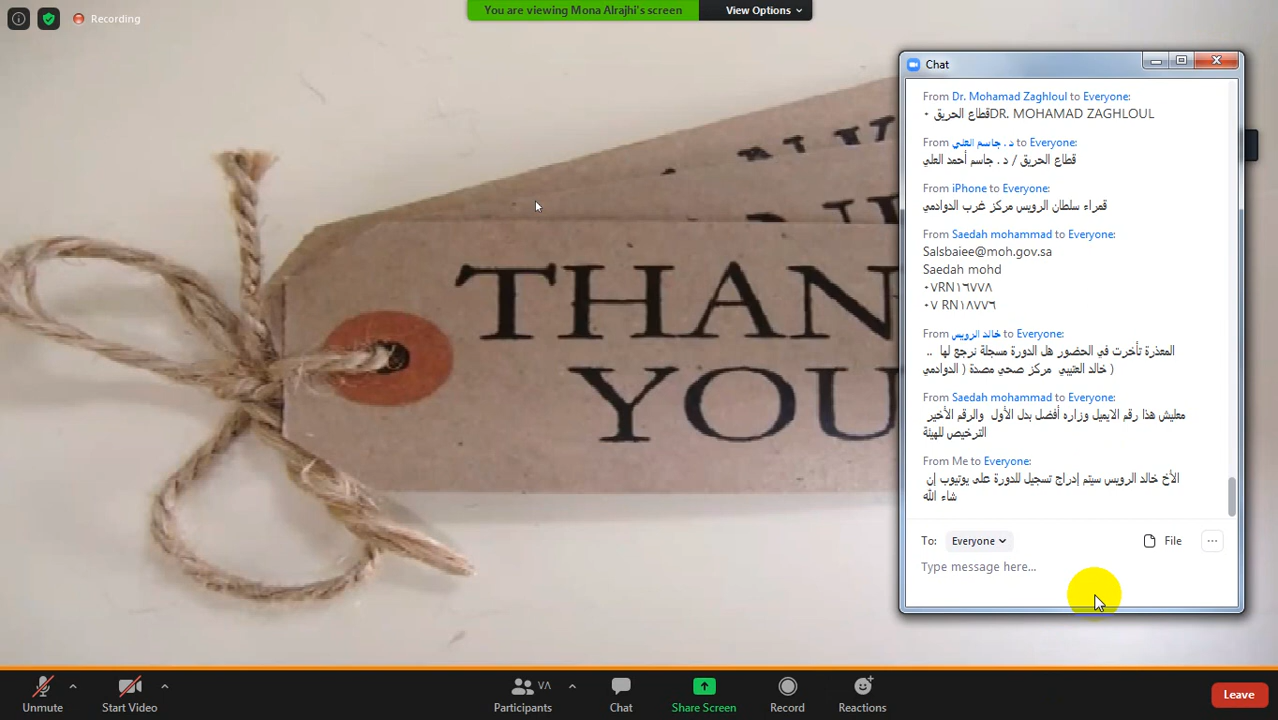 Recording
You are viewing Mona Alrajhi's screen
View Options
THAN
YOU
Chat
From Dr. Mohamad Zaghloul to Everyone:
• قطاع الحريقDR. MOHAMAD ZAGHLOUL
From د . جاسم العلي to Everyone:
قطاع الحريق / د . جاسم أحمد العلي
From iPhone to Everyone:
قمراء سلطان الرويس مركز غرب الدوادمي
From Saedah mohammad to Everyone:
Salsbaiee@moh.gov.sa
Saedah mohd
٠٧RN١٦٧٧٨
٠٧ RN١٨٧٧٦
From خالد الرويس to Everyone:
المعذرة تأخرت في الحضور هل الدورة مسجلة نرجع لها ..
( خالد العتيبي مركز صحي مصدة ( الدوادمي
From Saedah mohammad to Everyone:
معليش هذا رقم الايميل وزاره أفضل بدل الأول والرقم الأخير
الترخيص للهيئة
From Me to Everyone:
الأخ خالد الرويس سيتم إدراج تسجيل للدورة على يوتيوب إن
شاء الله
To: Everyone
File
Type message here...
Unmute
Start Video
Participants
٧٨
Chat
Share Screen
Record
Reactions
Leave